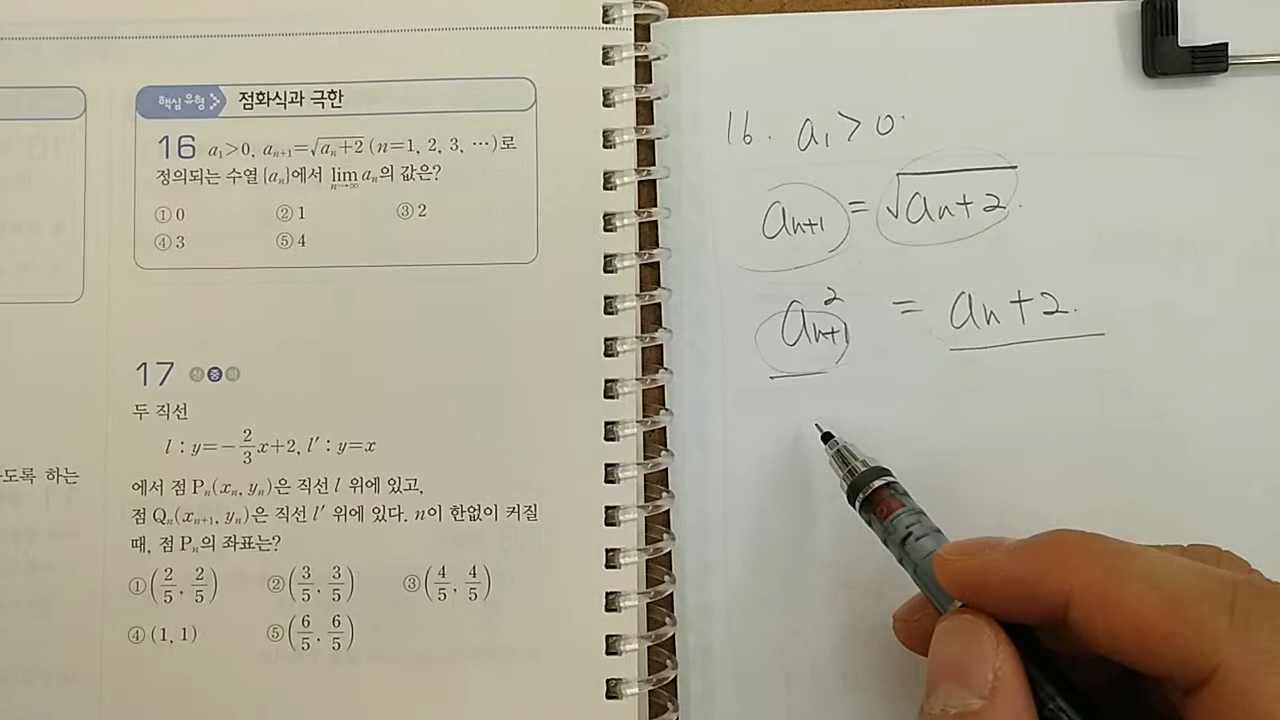 핵심 유형 점화식과 극한
16 a₁>0, aₙ₊₁=√(aₙ+2) (n=1, 2, 3, …)로
정의되는 수열 {aₙ}에서 lim n→∞ aₙ의 값은?
① 0 ② 1 ③ 2
④ 3 ⑤ 4
17 중
두 직선
l : y=-2/3x+2, l′ : y=x
에서 점 Pₙ(xₙ, yₙ)은 직선 l 위에 있고,
점 Qₙ(xₙ₊₁, yₙ)은 직선 l′ 위에 있다. n이 한없이 커질
때, 점 Pₙ의 좌표는?
① (2/5, 2/5) ② (3/5, 3/5) ③ (4/5, 4/5)
④ (1, 1) ⑤ (6/5, 6/5)
도록 하는
16. a₁>0.
aₙ₊₁ = √(aₙ+2).
aₙ₊₁² = aₙ+2.